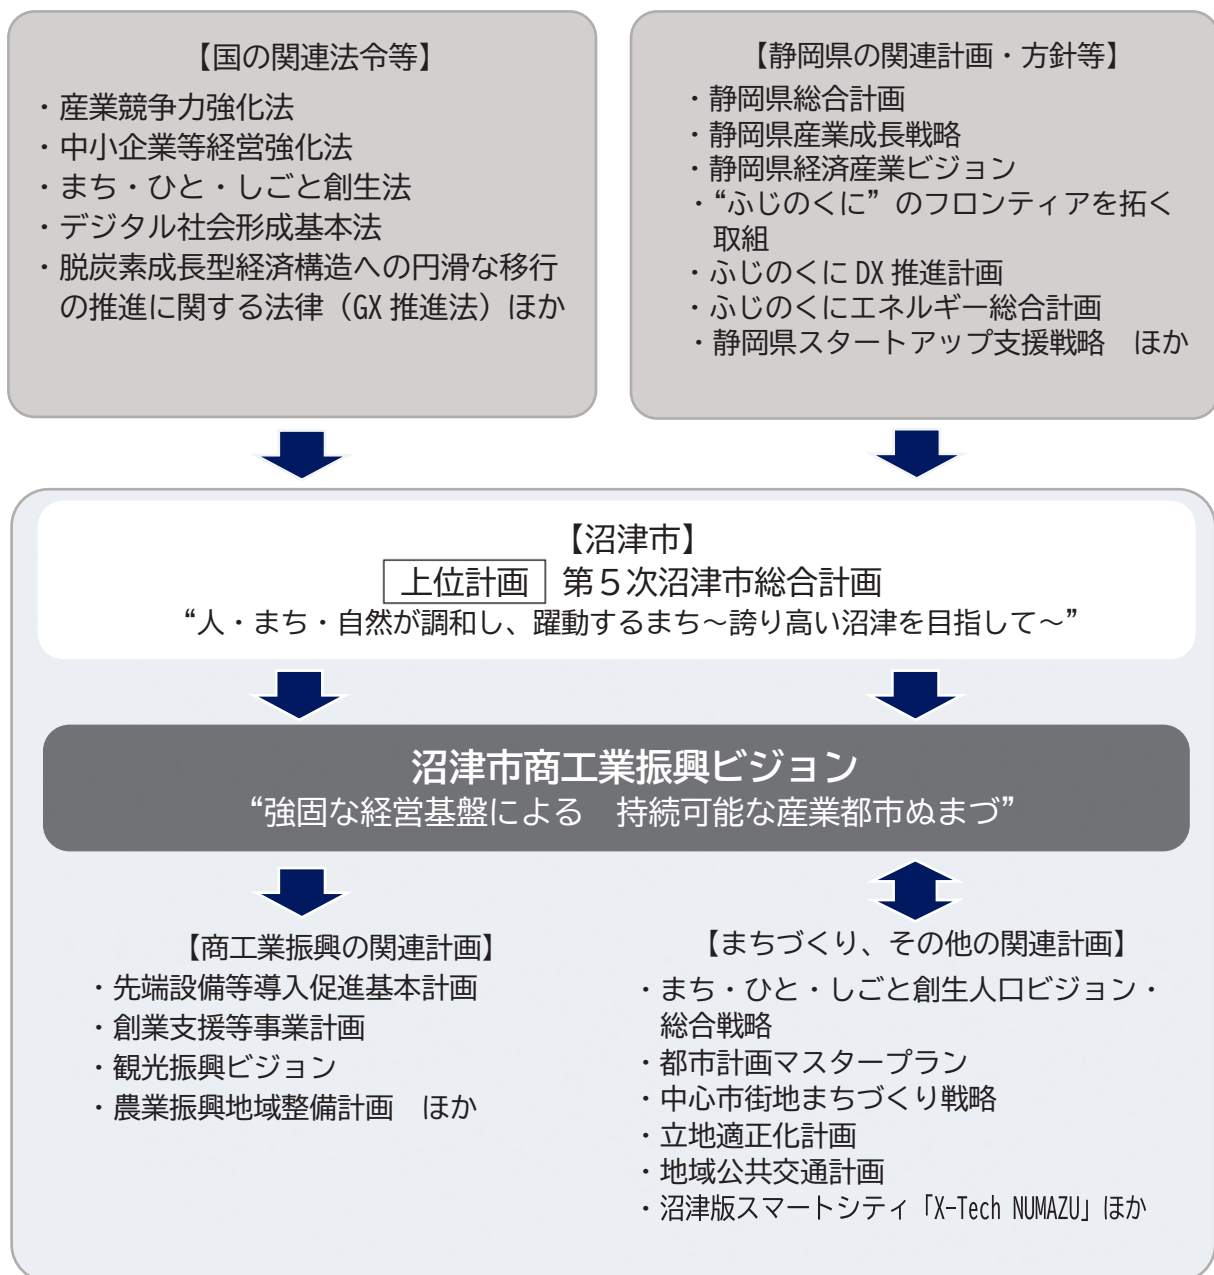 【国の関連法令等】
・産業競争力強化法
・中小企業等経営強化法
・まち・ひと・しごと創生法
・デジタル社会形成基本法
・脱炭素成長型経済構造への円滑な移行
の推進に関する法律（GX 推進法）ほか
【静岡県の関連計画・方針等】
・静岡県総合計画
・静岡県産業成長戦略
・静岡県経済産業ビジョン
・“ふじのくに”のフロンティアを拓く
取組
・ふじのくに DX 推進計画
・ふじのくにエネルギー総合計画
・静岡県スタートアップ支援戦略　ほか
【沼津市】
上位計画 第５次沼津市総合計画
“人・まち・自然が調和し、躍動するまち～誇り高い沼津を目指して～”
沼津市商工業振興ビジョン
“強固な経営基盤による　持続可能な産業都市ぬまづ”
【商工業振興の関連計画】
・先端設備等導入促進基本計画
・創業支援等事業計画
・観光振興ビジョン
・農業振興地域整備計画　ほか
【まちづくり、その他の関連計画】
・まち・ひと・しごと創生人口ビジョン・
総合戦略
・都市計画マスタープラン
・中心市街地まちづくり戦略
・立地適正化計画
・地域公共交通計画
・沼津版スマートシティ「X-Tech NUMAZU」ほか